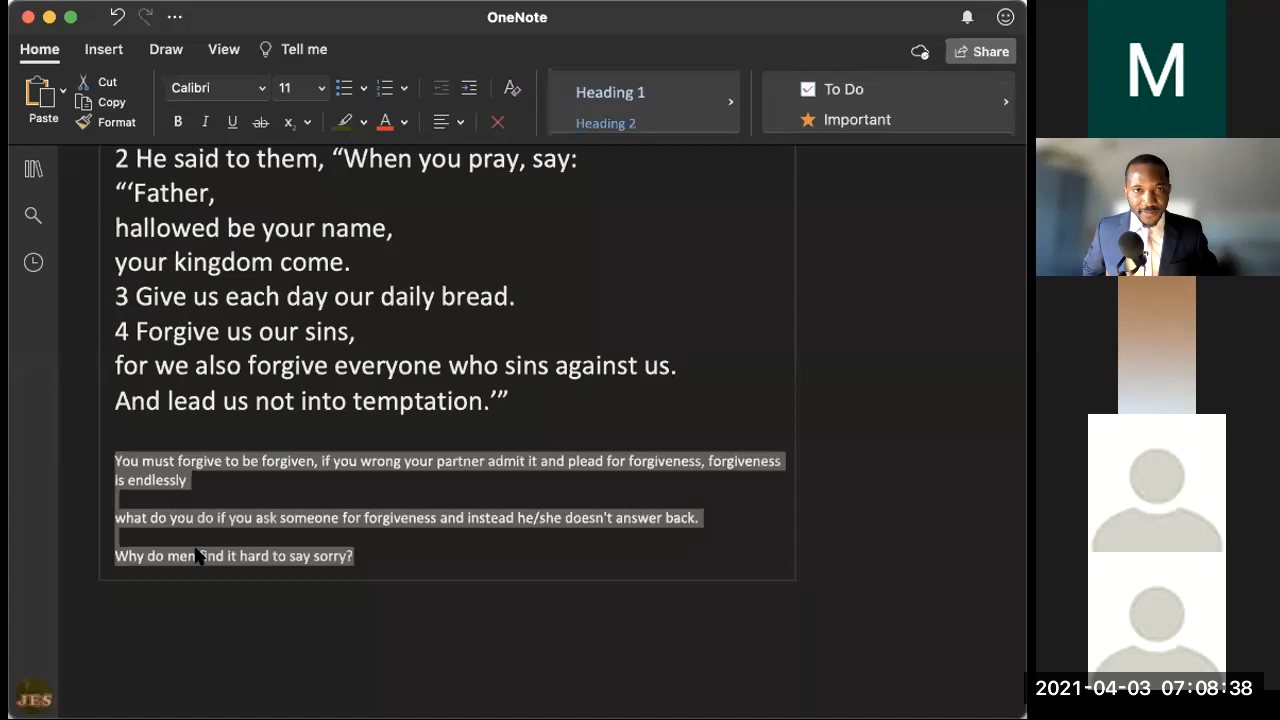 OneNote
Home Insert Draw View Tell me
Share
Paste
Cut
Copy
Format
Calibri 11
B I U ab x A
Heading 1
Heading 2
To Do
Important
2 He said to them, “When you pray, say:
“‘Father,
hallowed be your name,
your kingdom come.
3 Give us each day our daily bread.
4 Forgive us our sins,
for we also forgive everyone who sins against us.
And lead us not into temptation.’”
You must forgive to be forgiven, if you wrong your partner admit it and plead for forgiveness, forgiveness
is endlessly
what do you do if you ask someone for forgiveness and instead he/she doesn't answer back.
Why do men find it hard to say sorry?
JES
M
2021-04-03 07:08:38